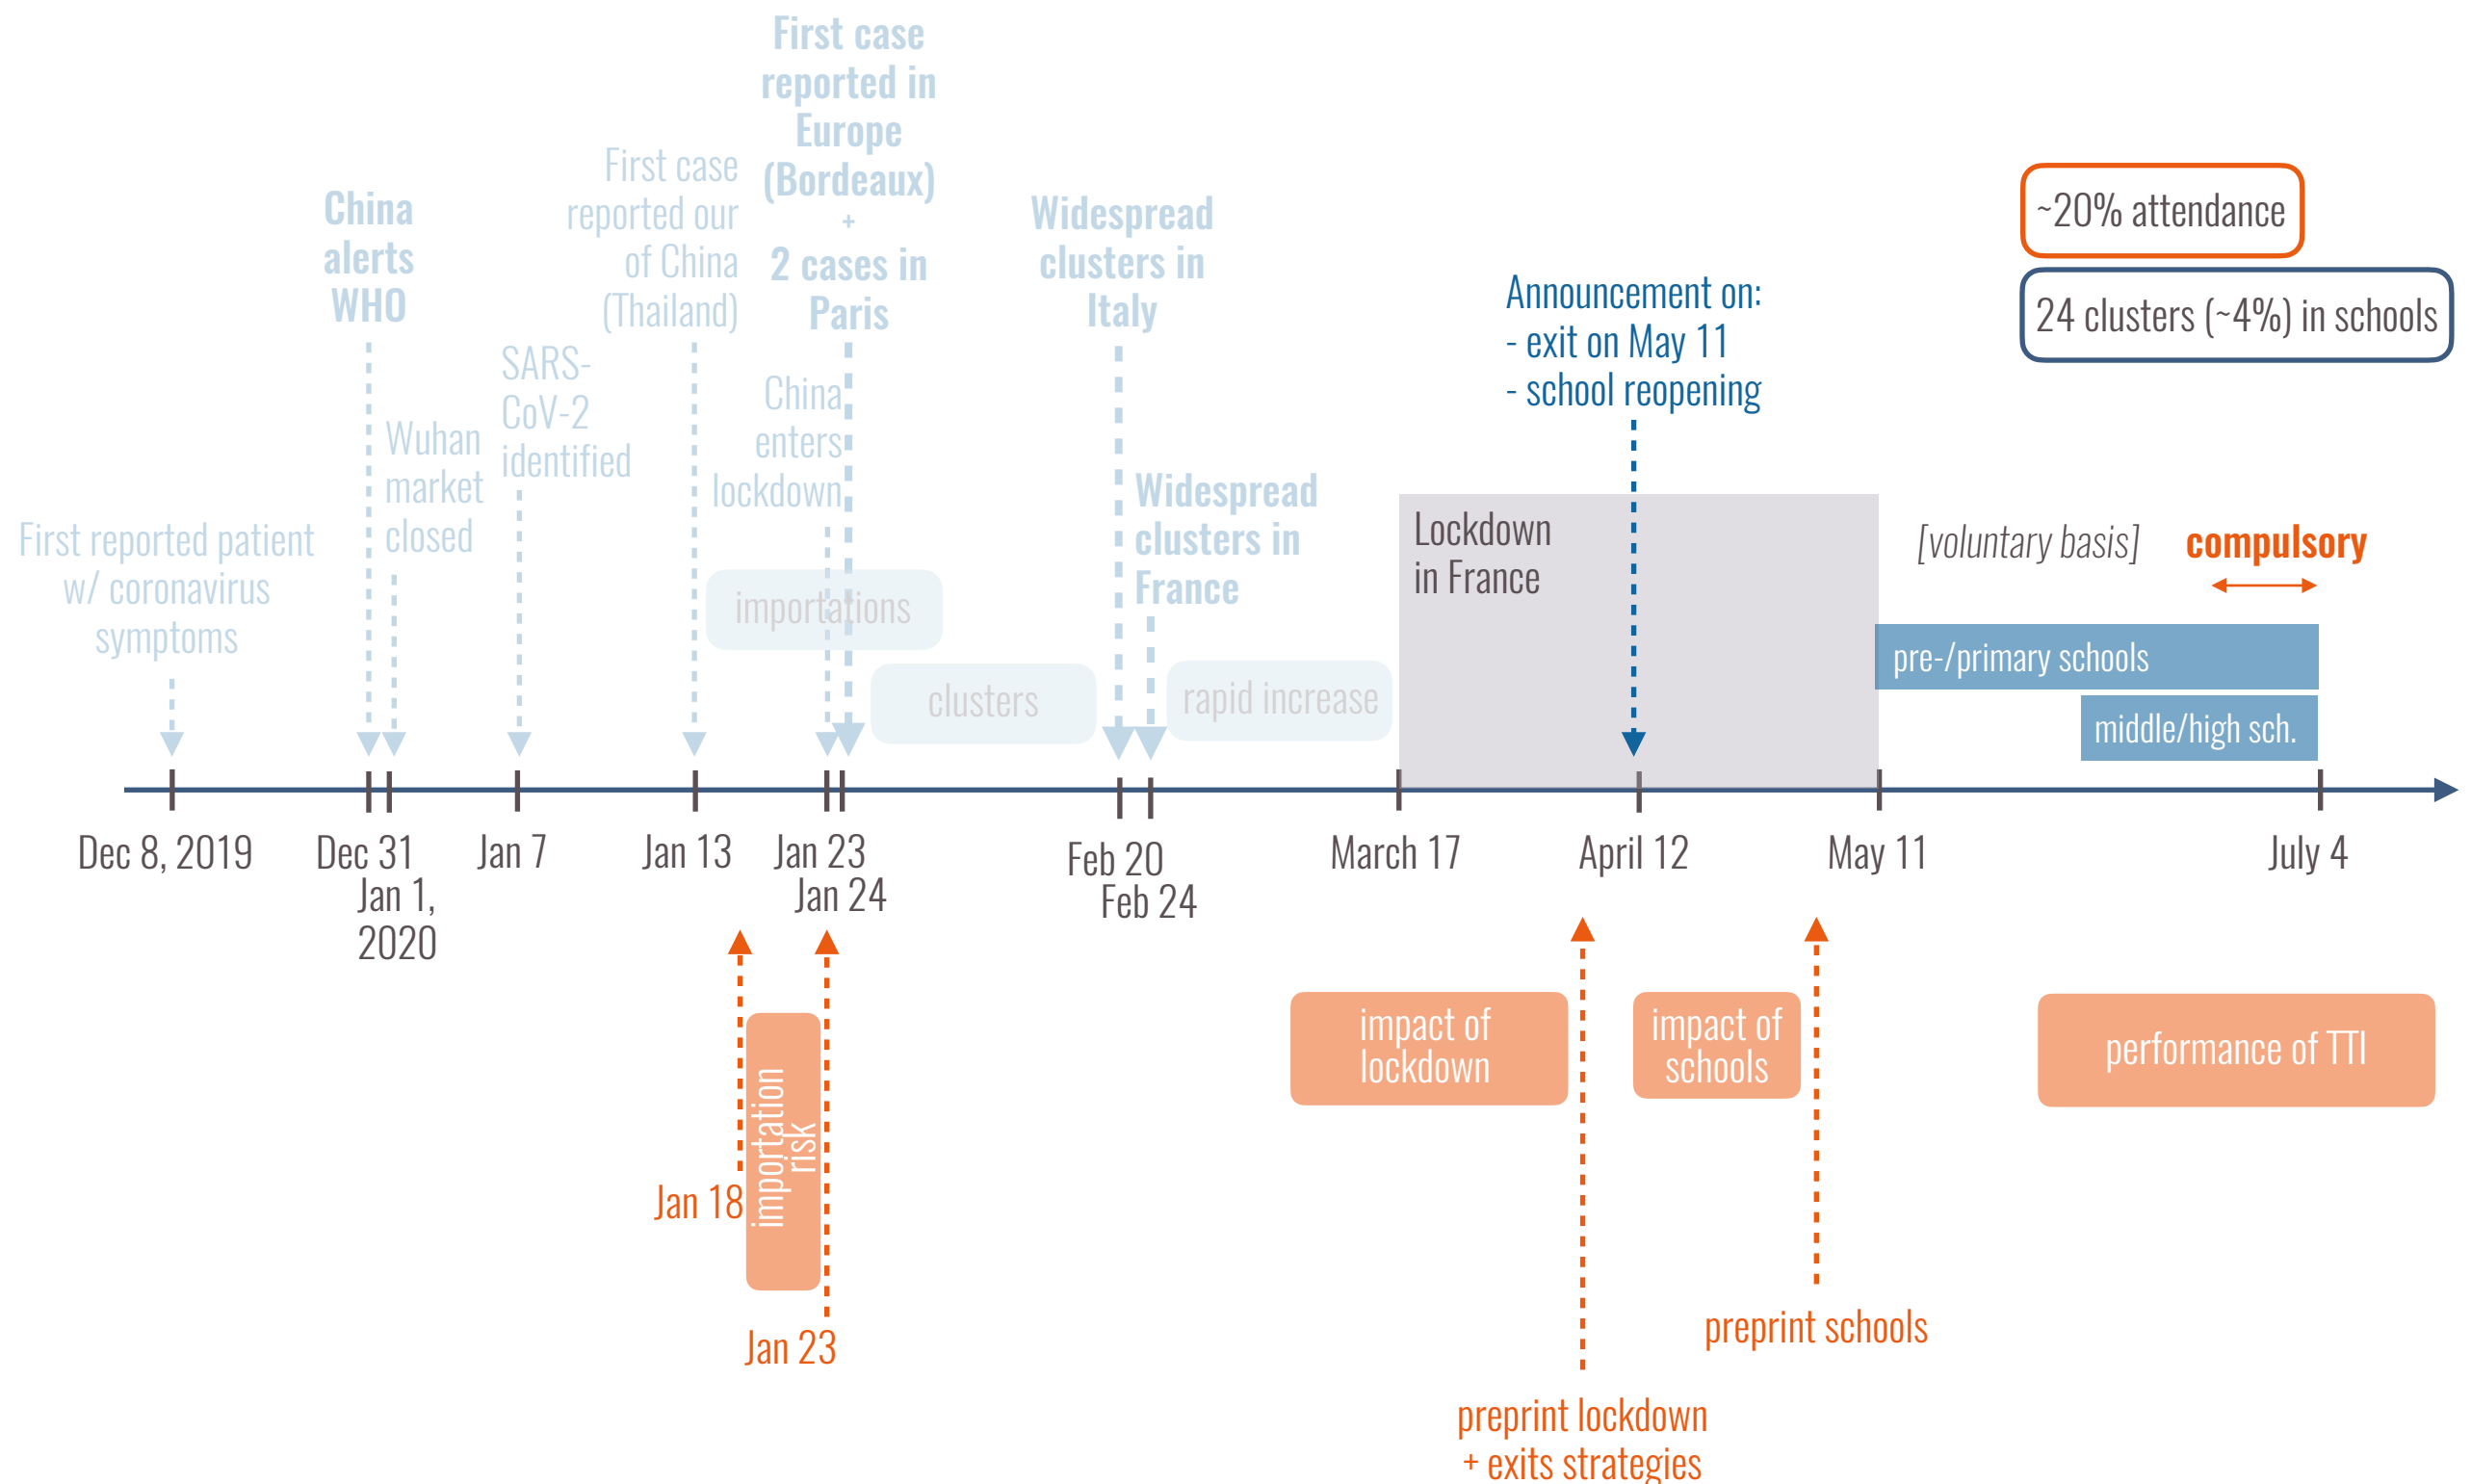 First case
reported in
Europe
(Bordeaux)
+
2 cases in
Paris
First case
reported our
of China
(Thailand)
China
alerts
WHO
Widespread
clusters in
Italy
~20% attendance
24 clusters (~4%) in schools
Announcement on:
- exit on May 11
- school reopening
SARS-
CoV-2
identified
China
enters
lockdown
Wuhan
market
closed
Widespread
clusters in
France
First reported patient
w/ coronavirus
symptoms
Lockdown
in France
[voluntary basis]
compulsory
importations
clusters
rapid increase
pre-/primary schools
middle/high sch.
Dec 8, 2019
Dec 31
Jan 1,
2020
Jan 7
Jan 13
Jan 23
Jan 24
Feb 20
Feb 24
March 17
April 12
May 11
July 4
importation
risk
Jan 18
Jan 23
impact of
lockdown
impact of
schools
performance of TTI
preprint schools
preprint lockdown
+ exits strategies